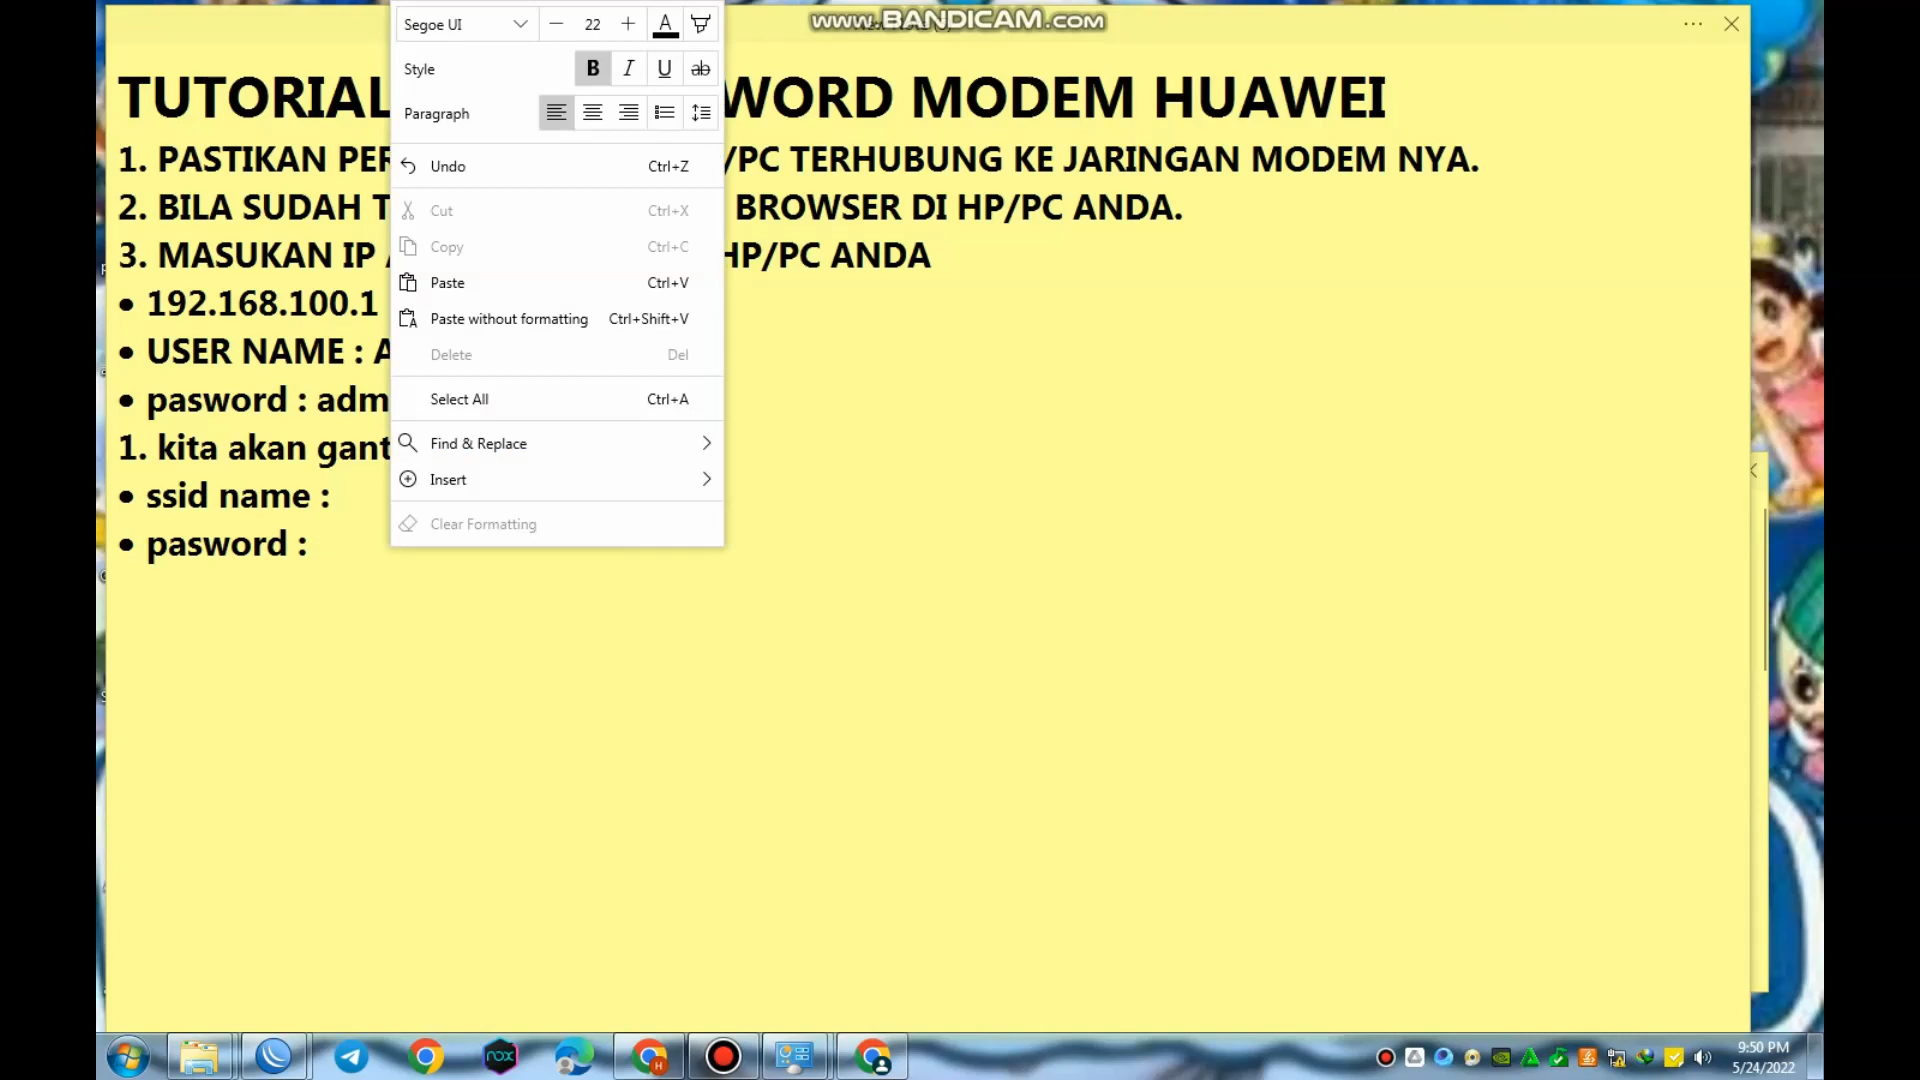 www.BANDICAM.com
Segoe UI 22 A
Style B I U ab
Paragraph
Undo Ctrl+Z
Cut Ctrl+X
Copy Ctrl+C
Paste Ctrl+V
Paste without formatting Ctrl+Shift+V
Delete Del
Select All Ctrl+A
Find & Replace
Insert
Clear Formatting
TUTORIAL WORD MODEM HUAWEI
1. PASTIKAN PER /PC TERHUBUNG KE JARINGAN MODEM NYA.
2. BILA SUDAH T BROWSER DI HP/PC ANDA.
3. MASUKAN IP A HP/PC ANDA
• 192.168.100.1
• USER NAME : A
• pasword : adm
1. kita akan gant
• ssid name :
• pasword :
nox
H
9:50 PM
5/24/2022